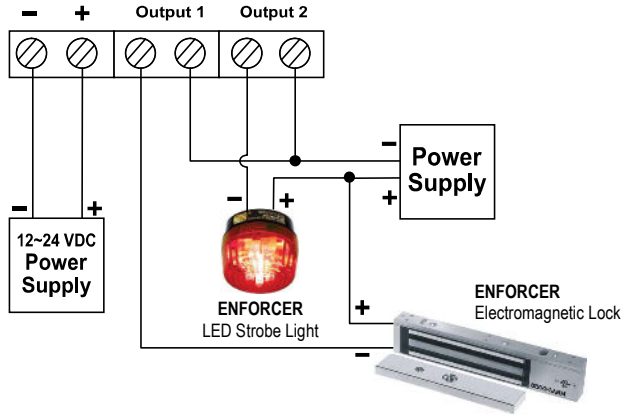 − + Output 1 Output 2
−
Power
Supply
+
− +
− +
12~24 VDC
Power
Supply
ENFORCER
LED Strobe Light
ENFORCER
Electromagnetic Lock
+
−